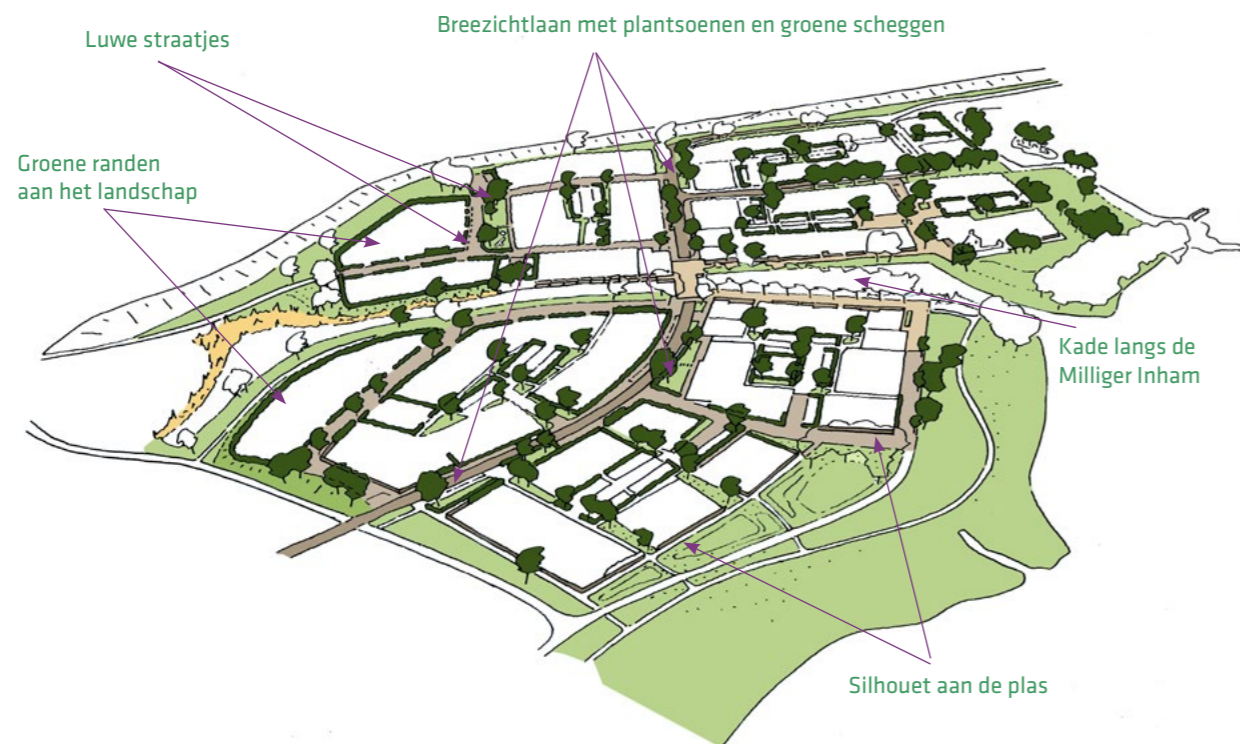 Breezichtlaan met plantsoenen en groene scheggen
Luwe straatjes
Groene randen
aan het landschap
Kade langs de
Milliger Inham
Silhouet aan de plas